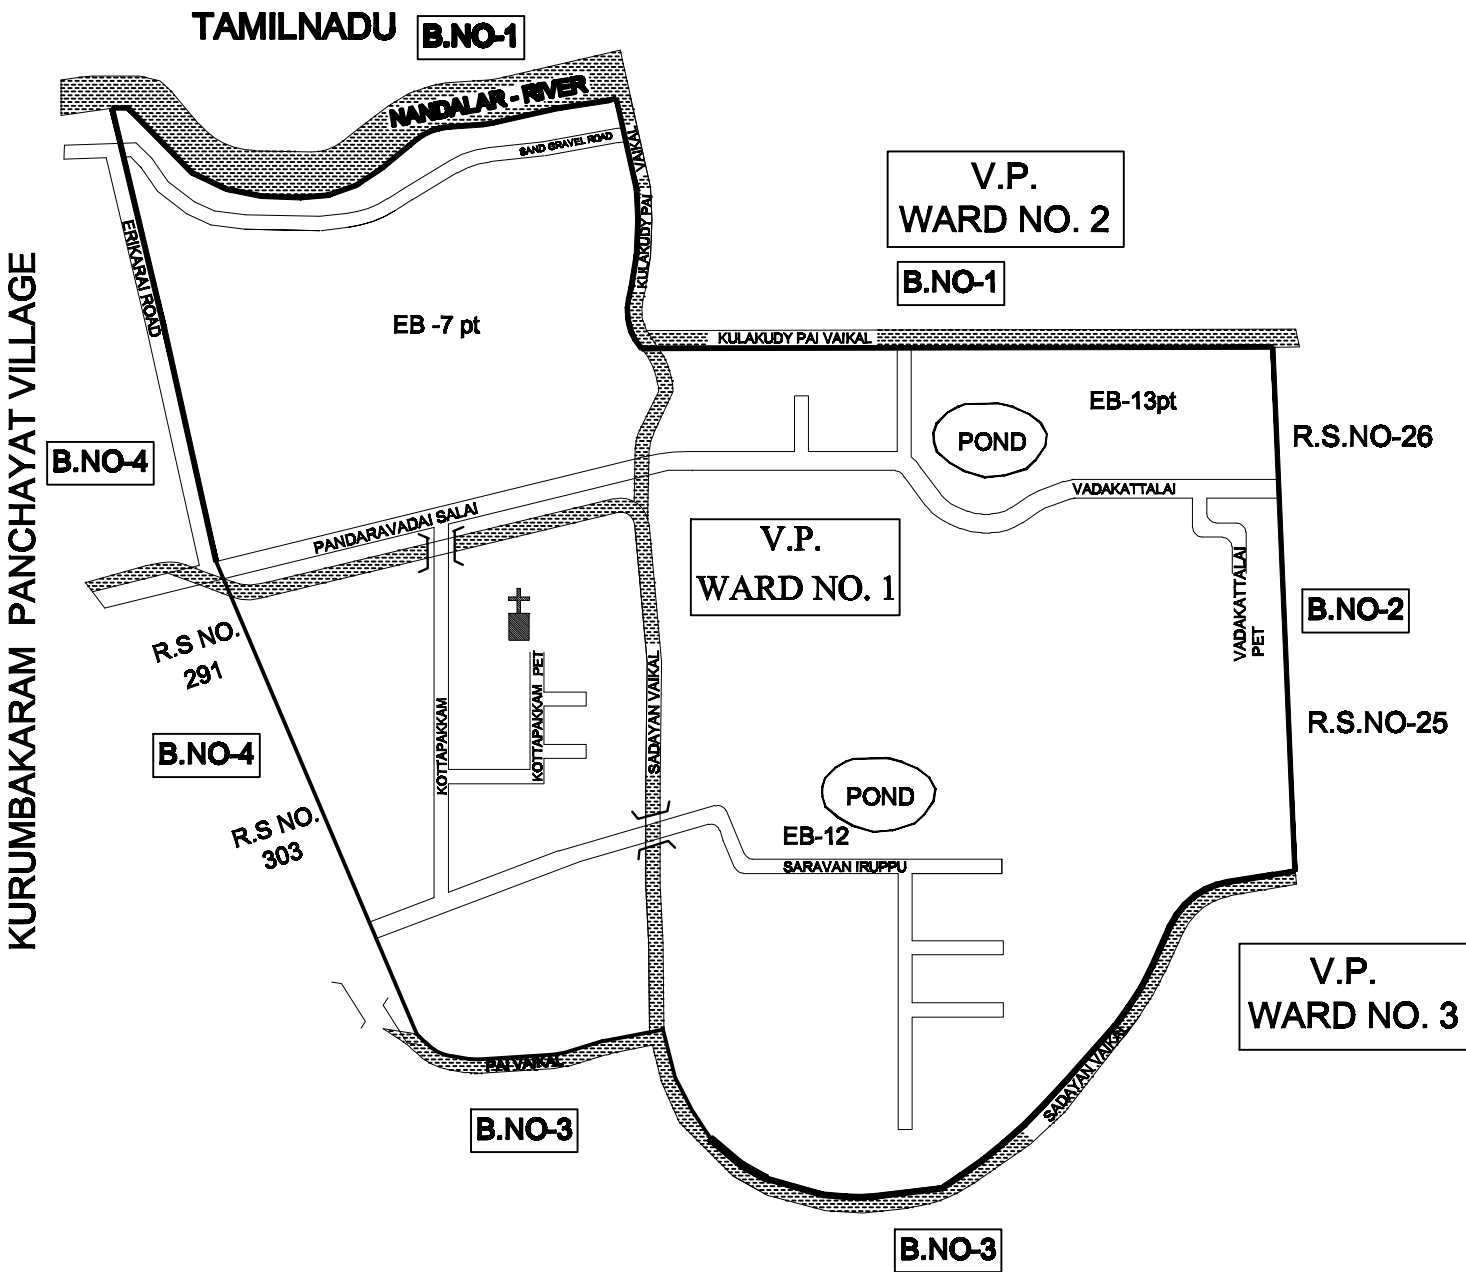 TAMILNADU
B.NO-1
NANDALAR - RIVER
SAND GRAVEL ROAD
KULAKUDY PAI VAIKAL
V.P.
WARD NO. 2
B.NO-1
ERIKARAI ROAD
EB -7 pt
KULAKUDY PAI VAIKAL
KURUMBAKARAM PANCHAYAT VILLAGE
EB-13pt
POND
R.S.NO-26
B.NO-4
VADAKATTALAI
PANDARAVADAI SALAI
V.P.
WARD NO. 1
VADAKATTALAI
PET
B.NO-2
R.S NO.
291
KOTTAPAKKAM
KOTTAPAKKAM PET
SADAYAN VAIKAL
R.S.NO-25
B.NO-4
POND
R.S NO.
303
EB-12
SARAVAN IRUPPU
V.P.
WARD NO. 3
PAI VAIKAL
SADAYAN VAIKAL
B.NO-3
B.NO-3